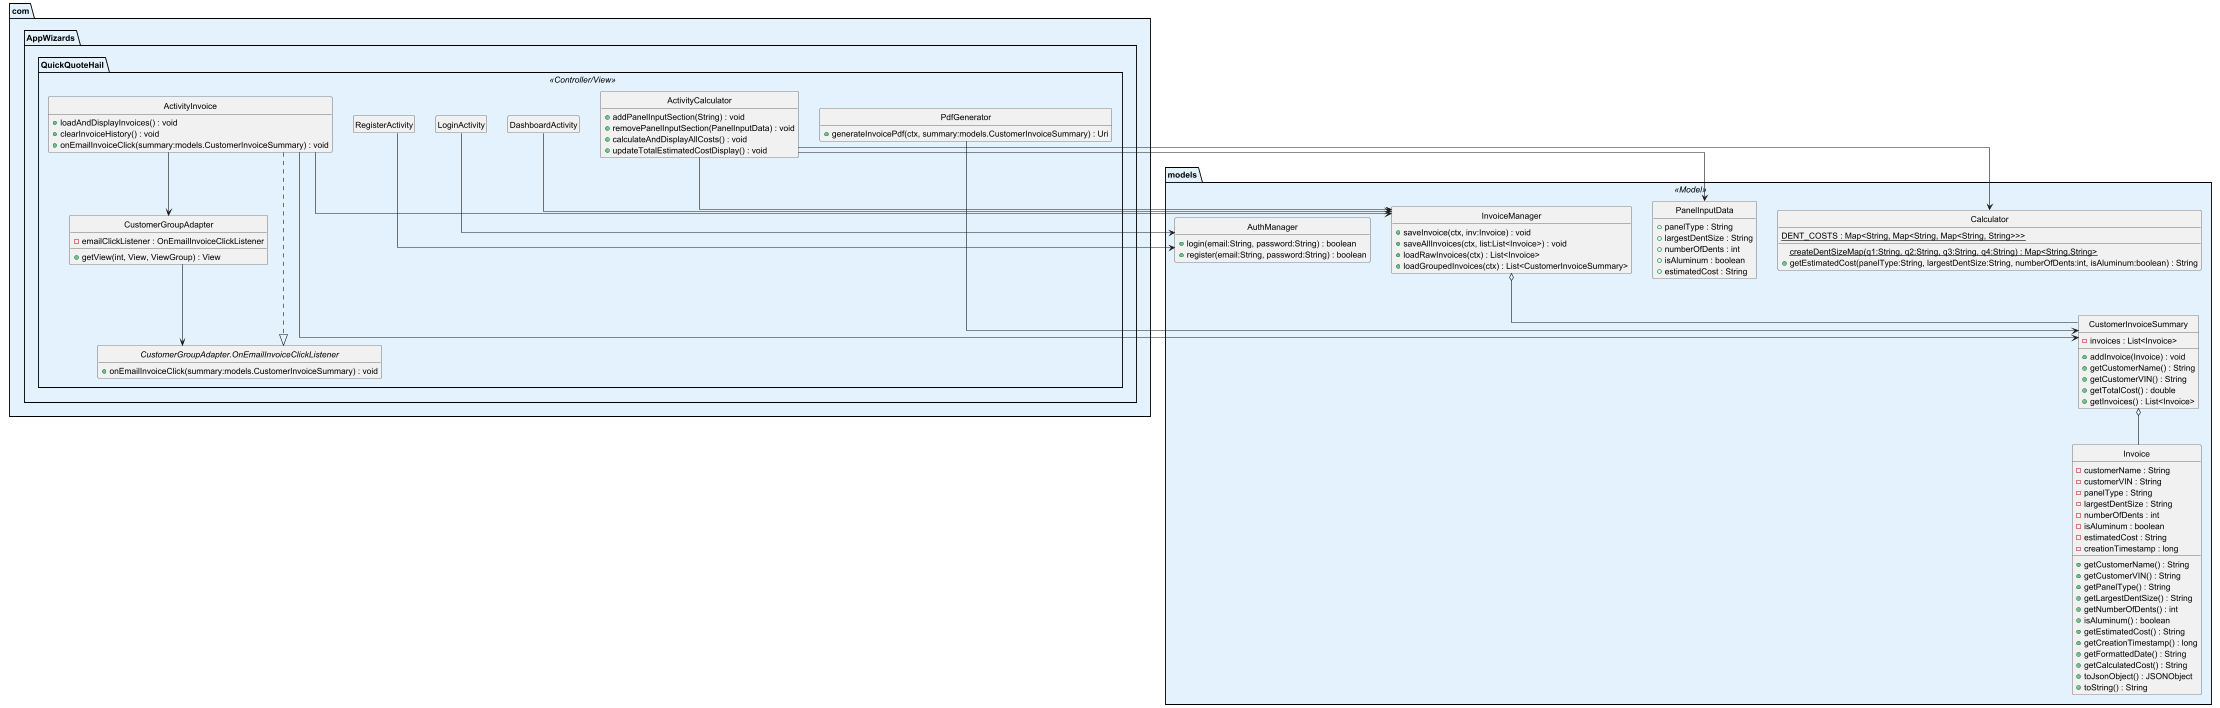 com
AppWizards
QuickQuoteHail
«Controller/View»
ActivityInvoice
loadAndDisplayInvoices() : void
clearInvoiceHistory() : void
onEmailInvoiceClick(summary:models.CustomerInvoiceSummary) : void
RegisterActivity
LoginActivity
DashboardActivity
ActivityCalculator
addPanelInputSection(String) : void
removePanelInputSection(PanelInputData) : void
calculateAndDisplayAllCosts() : void
updateTotalEstimatedCostDisplay() : void
PdfGenerator
generateInvoicePdf(ctx, summary:models.CustomerInvoiceSummary) : Uri
CustomerGroupAdapter
emailClickListener : OnEmailInvoiceClickListener
getView(int, View, ViewGroup) : View
CustomerGroupAdapter.OnEmailInvoiceClickListener
onEmailInvoiceClick(summary:models.CustomerInvoiceSummary) : void
models
«Model»
AuthManager
login(email:String, password:String) : boolean
register(email:String, password:String) : boolean
InvoiceManager
saveInvoice(ctx, inv:Invoice) : void
saveAllInvoices(ctx, list:List<Invoice>) : void
loadRawInvoices(ctx) : List<Invoice>
loadGroupedInvoices(ctx) : List<CustomerInvoiceSummary>
PanelInputData
panelType : String
largestDentSize : String
numberOfDents : int
isAluminum : boolean
estimatedCost : String
Calculator
DENT_COSTS : Map<String, Map<String, Map<String, String>>>
createDentSizeMap(q1:String, q2:String, q3:String, q4:String) : Map<String,String>
getEstimatedCost(panelType:String, largestDentSize:String, numberOfDents:int, isAluminum:boolean) : String
CustomerInvoiceSummary
invoices : List<Invoice>
addInvoice(Invoice) : void
getCustomerName() : String
getCustomerVIN() : String
getTotalCost() : double
getInvoices() : List<Invoice>
Invoice
customerName : String
customerVIN : String
panelType : String
largestDentSize : String
numberOfDents : int
isAluminum : boolean
estimatedCost : String
creationTimestamp : long
getCustomerName() : String
getCustomerVIN() : String
getPanelType() : String
getLargestDentSize() : String
getNumberOfDents() : int
isAluminum() : boolean
getEstimatedCost() : String
getCreationTimestamp() : long
getFormattedDate() : String
getCalculatedCost() : String
toJsonObject() : JSONObject
toString() : String